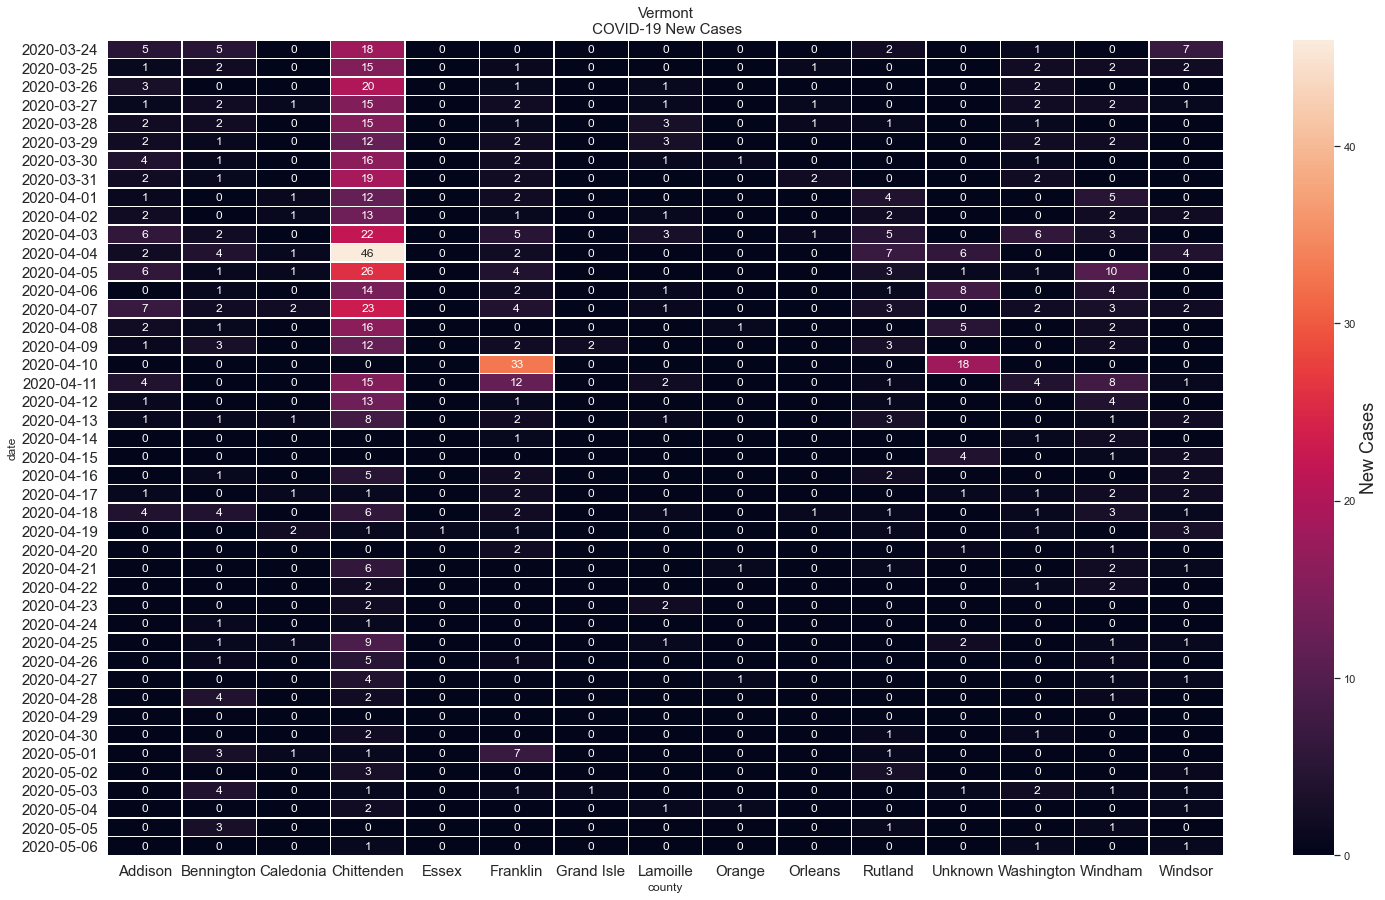 Vermont
COVID-19 New Cases
2020-03-24 5 5 0 18 0 0 0 0 0 0 2 0 1 0 7
2020-03-25 1 2 0 15 0 1 0 0 0 1 0 0 2 2 2
2020-03-26 3 0 0 20 0 1 0 1 0 0 0 0 2 0 0
2020-03-27 1 2 1 15 0 2 0 1 0 1 0 0 2 2 1
2020-03-28 2 2 0 15 0 1 0 3 0 1 1 0 1 0 0
2020-03-29 2 1 0 12 0 2 0 3 0 0 0 0 2 2 0
2020-03-30 4 1 0 16 0 2 0 1 1 0 0 0 1 0 0
2020-03-31 2 1 0 19 0 2 0 0 0 2 0 0 2 0 0
2020-04-01 1 0 1 12 0 2 0 0 0 0 4 0 0 5 0
2020-04-02 2 0 1 13 0 1 0 1 0 0 2 0 0 2 2
2020-04-03 6 2 0 22 0 5 0 3 0 1 5 0 6 3 0
2020-04-04 2 4 1 46 0 2 0 0 0 0 7 6 0 0 4
2020-04-05 6 1 1 26 0 4 0 0 0 0 3 1 1 10 0
2020-04-06 0 1 0 14 0 2 0 1 0 0 1 8 0 4 0
2020-04-07 7 2 2 23 0 4 0 1 0 0 3 0 2 3 2
2020-04-08 2 1 0 16 0 0 0 0 1 0 0 5 0 2 0
2020-04-09 1 3 0 12 0 2 2 0 0 0 3 0 0 2 0
2020-04-10 0 0 0 0 0 33 0 0 0 0 0 18 0 0 0
2020-04-11 4 0 0 15 0 12 0 2 0 0 1 0 4 8 1
2020-04-12 1 0 0 13 0 1 0 0 0 0 1 0 0 4 0
2020-04-13 1 1 1 8 0 2 0 1 0 0 3 0 0 1 2
2020-04-14 0 0 0 0 0 1 0 0 0 0 0 0 1 2 0
2020-04-15 0 0 0 0 0 0 0 0 0 0 0 4 0 1 2
2020-04-16 0 1 0 5 0 2 0 0 0 0 2 0 0 0 2
2020-04-17 1 0 1 1 0 2 0 0 0 0 0 1 1 2 2
2020-04-18 4 4 0 6 0 2 0 1 0 1 1 0 1 3 1
2020-04-19 0 0 2 1 1 1 0 0 0 0 1 0 1 0 3
2020-04-20 0 0 0 0 0 2 0 0 0 0 0 1 0 1 0
2020-04-21 0 0 0 6 0 0 0 0 1 0 1 0 0 2 1
2020-04-22 0 0 0 2 0 0 0 0 0 0 0 0 1 2 0
2020-04-23 0 0 0 2 0 0 0 2 0 0 0 0 0 0 0
2020-04-24 0 1 0 1 0 0 0 0 0 0 0 0 0 0 0
2020-04-25 0 1 1 9 0 0 0 1 0 0 0 2 0 1 1
2020-04-26 0 1 0 5 0 1 0 0 0 0 0 0 0 1 0
2020-04-27 0 0 0 4 0 0 0 0 1 0 0 0 0 1 1
2020-04-28 0 4 0 2 0 0 0 0 0 0 0 0 0 1 0
2020-04-29 0 0 0 0 0 0 0 0 0 0 0 0 0 0 0
2020-04-30 0 0 0 2 0 0 0 0 0 0 1 0 1 0 0
2020-05-01 0 3 1 1 0 7 0 0 0 0 1 0 0 0 0
2020-05-02 0 0 0 3 0 0 0 0 0 0 3 0 0 0 1
2020-05-03 0 4 0 1 0 1 1 0 0 0 0 1 2 1 1
2020-05-04 0 0 0 2 0 0 0 1 1 0 0 0 0 0 1
2020-05-05 0 3 0 0 0 0 0 0 0 0 1 0 0 1 0
2020-05-06 0 0 0 1 0 0 0 0 0 0 0 0 1 0 1
Addison Bennington Caledonia Chittenden Essex Franklin Grand Isle Lamoille Orange Orleans Rutland Unknown Washington Windham Windsor
county
date
40
30
20
10
0
New Cases